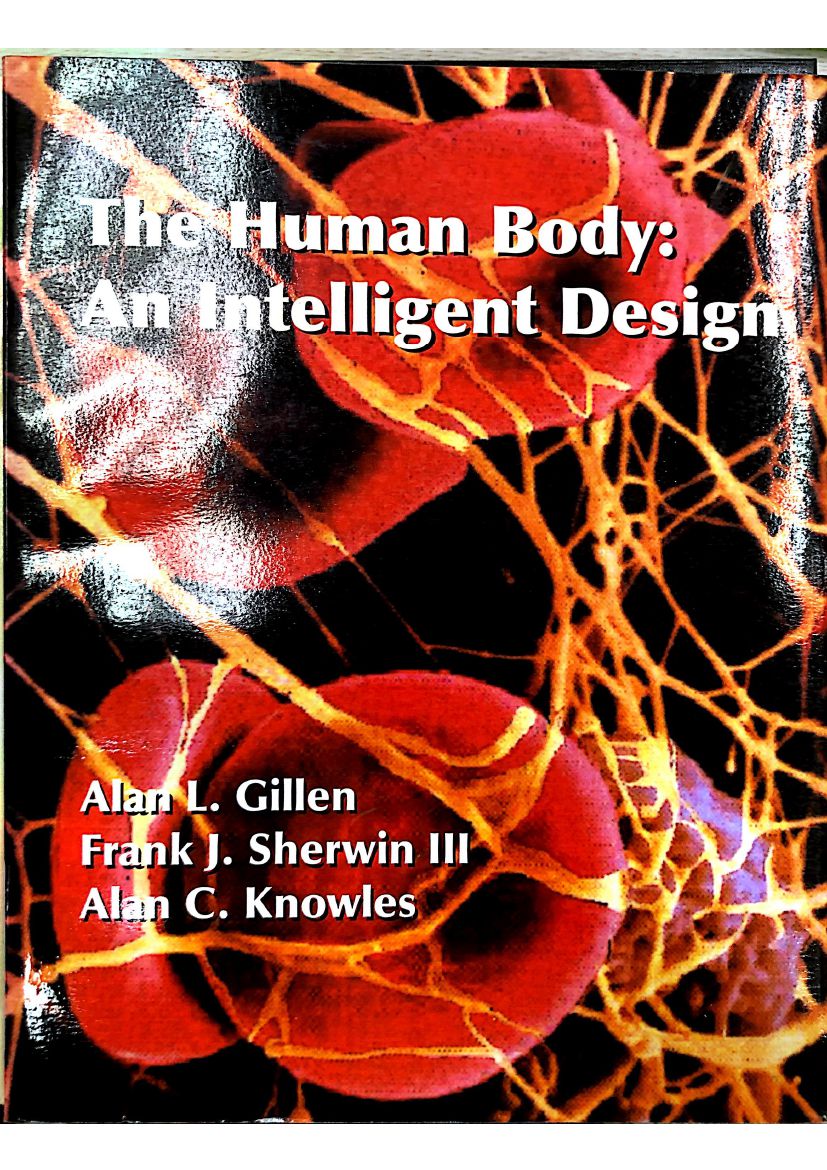 The Human Body:
An Intelligent Design
Alan L. Gillen
Frank J. Sherwin III
Alan C. Knowles